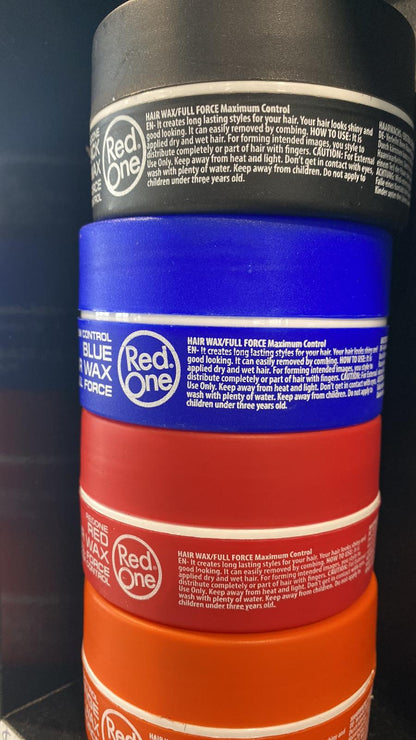 WAX
FORCE
Red.
One
HAIR WAX/FULL FORCE Maximum Control
EN- It creates long lasting styles for your hair. Your hair looks shiny and
good looking. It can easily removed by combing. HOW TO USE: It is
applied dry and wet hair. For forming intended images, you style to
distribute completely or part of hair with fingers. CAUTION: For External
Use Only. Keep away from heat and light. Don't get in contact with eyes,
wash with plenty of water. Keep away from children. Do not apply to
children under three years old.
CONTROL
BLUE
WAX
FORCE
Red.
One
HAIR WAX/FULL FORCE Maximum Control
EN- It creates long lasting styles for your hair. Your hair looks shiny and
good looking. It can easily removed by combing. HOW TO USE: It is
applied dry and wet hair. For forming intended images, you style to
distribute completely or part of hair with fingers. CAUTION: For External
Use Only. Keep away from heat and light. Don't get in contact with eyes,
wash with plenty of water. Keep away from children. Do not apply to
children under three years old.
REDONE
RED
WAX
FORCE
CONTROL
Red.
One
HAIR WAX/FULL FORCE Maximum Control
EN- It creates long lasting styles for your hair. Your hair looks shiny and
good looking. It can easily removed by combing. HOW TO USE: It is
applied dry and wet hair. For forming intended images, you style to
distribute completely or part of hair with fingers. CAUTION: For External
Use Only. Keep away from heat and light. Don't get in contact with eyes,
wash with plenty of water. Keep away from children. Do not apply to
children under three years old.
Red.
One